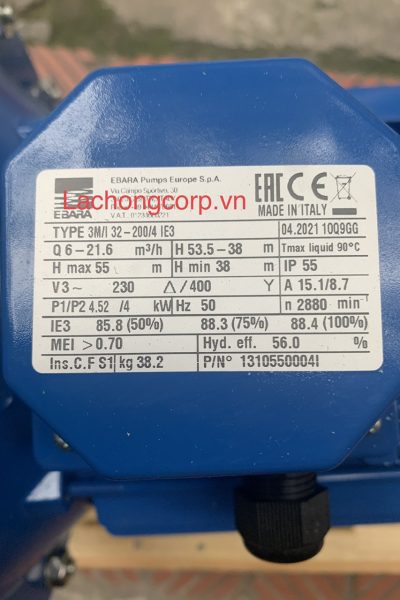 EBARA
EBARA Pumps Europe S.p.A.
Via Campo Sportivo, 30
Lachongcorp.vn
EAC CE
MADE IN ITALY
TYPE 3M/I 32-200/4 IE3 04.2021 10Q9GG
Q 6-21.6 m³/h H 53.5-38 m Tmax liquid 90°C
H max 55 m H min 38 m IP 55
V3~ 230 Δ/400 Y A 15.1/8.7
P1/P2 4.52 /4 kW Hz 50 n 2880 min⁻¹
IE3 85.8 (50%) 88.3 (75%) 88.4 (100%)
MEI > 0.70 Hyd. eff. 56.0 %
Ins.C.F S1 kg 38.2 P/N° 1310550004I